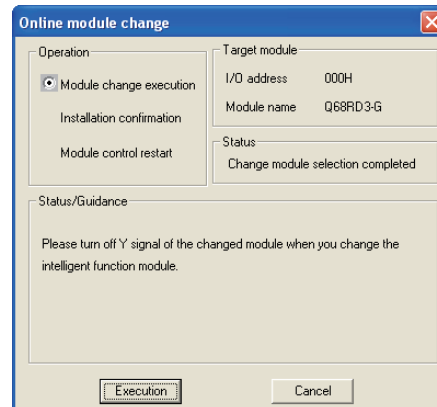 Online module change
Operation
Module change execution
Installation confirmation
Module control restart
Target module
I/O address 000H
Module name Q68RD3-G
Status
Change module selection completed
Status/Guidance
Please turn off Y signal of the changed module when you change the
intelligent function module.
Execution Cancel